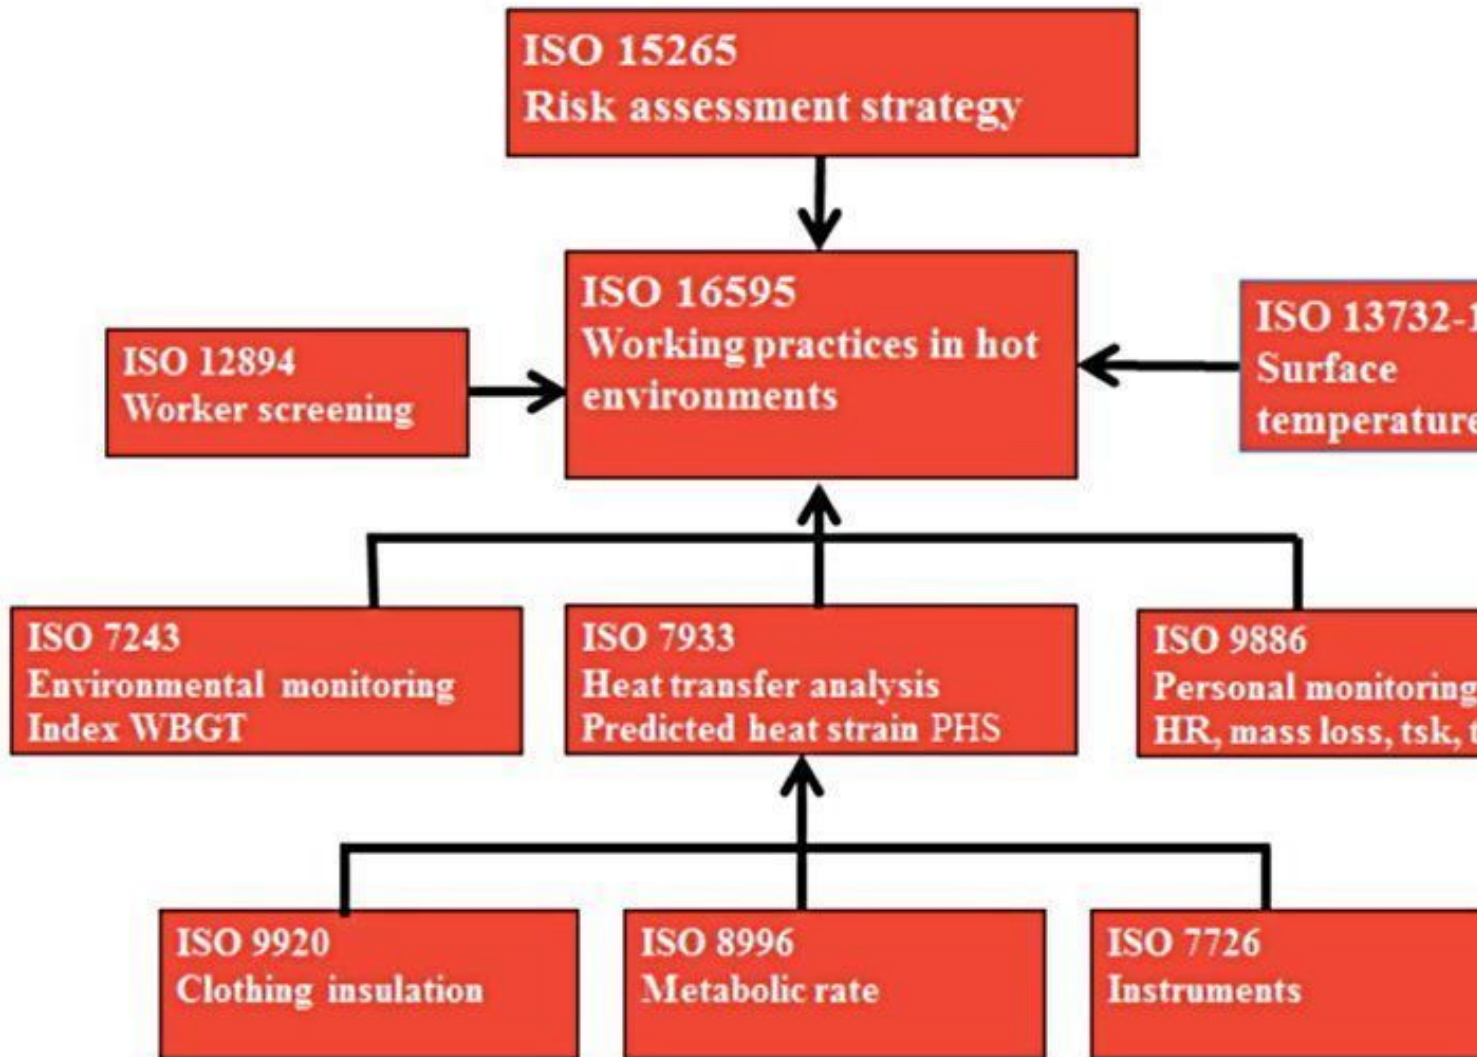 ISO 15265
Risk assessment strategy
ISO 16595
Working practices in hot
environments
ISO 12894
Worker screening
ISO 13732-1
Surface
temperature
ISO 7243
Environmental monitoring
Index WBGT
ISO 7933
Heat transfer analysis
Predicted heat strain PHS
ISO 9886
Personal monitoring
HR, mass loss, tsk,
ISO 9920
Clothing insulation
ISO 8996
Metabolic rate
ISO 7726
Instruments